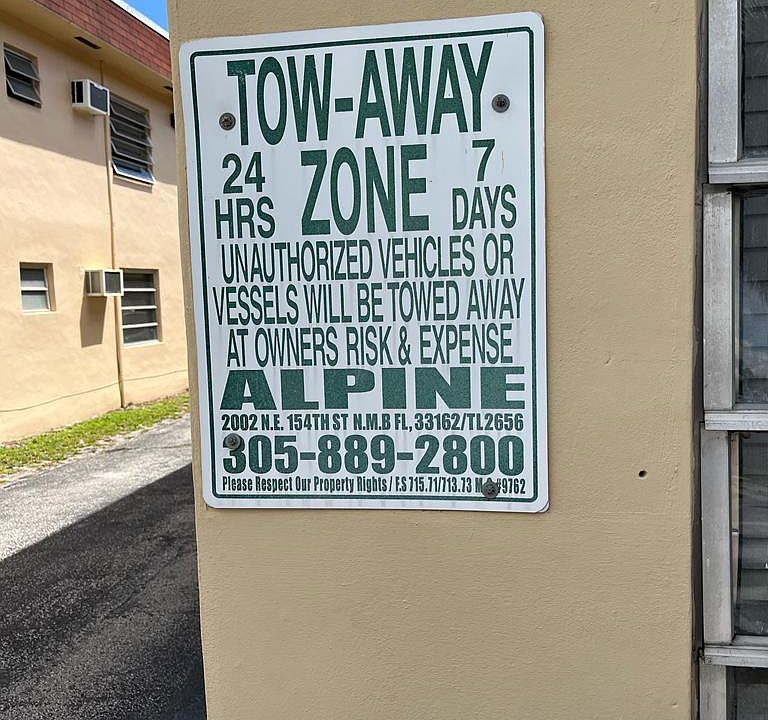 TOW-AWAY
24 HRS ZONE 7 DAYS
UNAUTHORIZED VEHICLES OR
VESSELS WILL BE TOWED AWAY
AT OWNERS RISK & EXPENSE
ALPINE
2002 N.E. 154TH ST N.M.B FL, 33162/TL2656
305-889-2800
Please Respect Our Property Rights / F.S 715.71/713.73 #9762